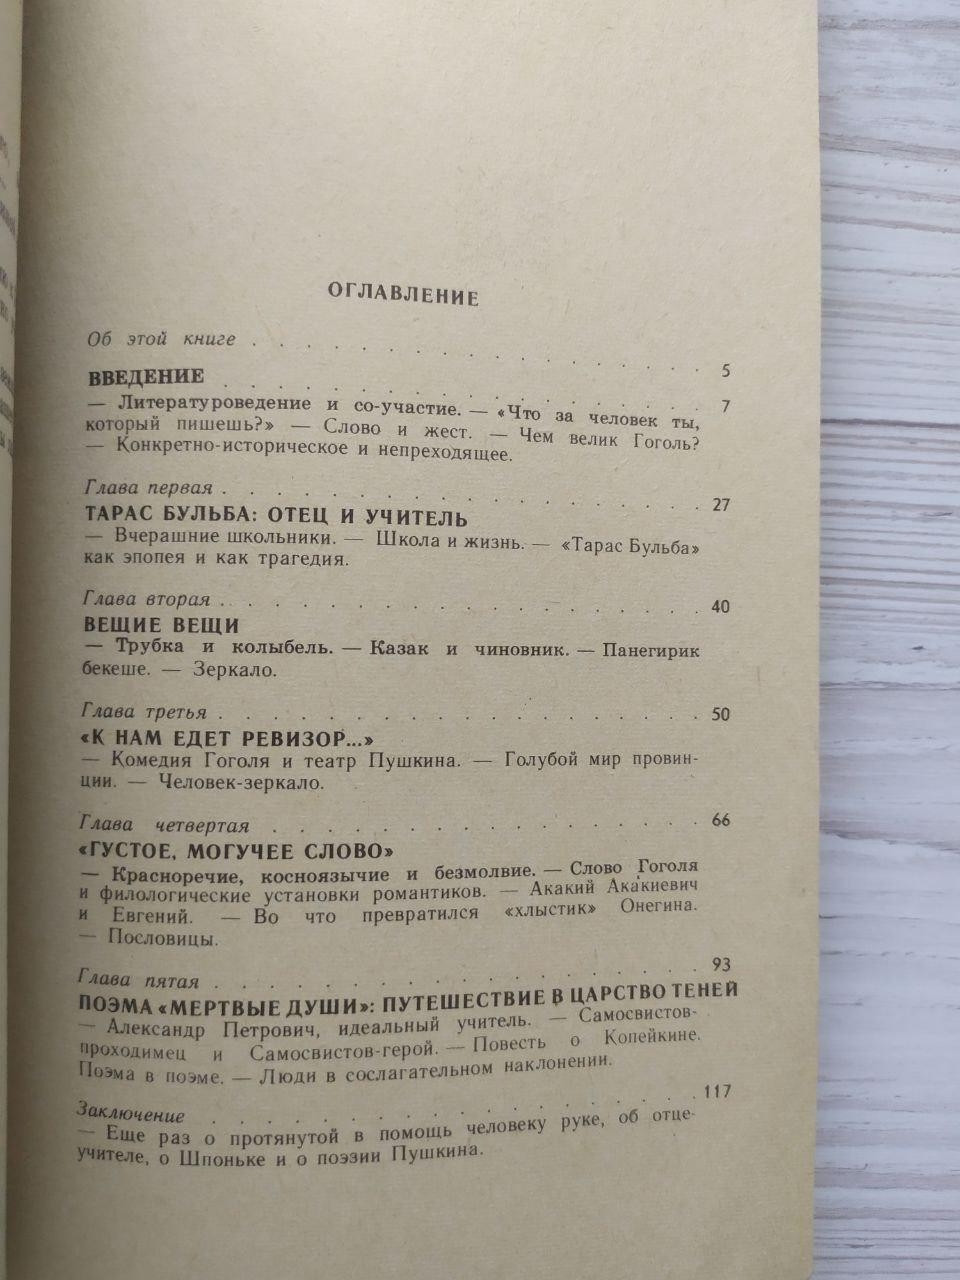 ОГЛАВЛЕНИЕ
Об этой книге . . . . . . . . . . . . . . . . 5
ВВЕДЕНИЕ . . . . . . . . . . . . . . . . 7
— Литературоведение и со-участие. — «Что за человек ты,
который пишешь?» — Слово и жест. — Чем велик Гоголь?
— Конкретно-историческое и непреходящее.
Глава первая . . . . . . . . . . . . . . . . 27
ТАРАС БУЛЬБА: ОТЕЦ И УЧИТЕЛЬ
— Вчерашние школьники. — Школа и жизнь. — «Тарас Бульба»
как эпопея и как трагедия.
Глава вторая . . . . . . . . . . . . . . . . 40
ВЕЩИЕ ВЕЩИ
— Трубка и колыбель. — Казак и чиновник. — Панегирик
бекеше. — Зеркало.
Глава третья . . . . . . . . . . . . . . . . 50
«К НАМ ЕДЕТ РЕВИЗОР...»
— Комедия Гоголя и театр Пушкина. — Голубой мир провин-
ции. — Человек-зеркало.
Глава четвертая . . . . . . . . . . . . . . . . 66
«ГУСТОЕ, МОГУЧЕЕ СЛОВО»
— Красноречие, косноязычие и безмолвие. — Слово Гоголя
и филологические установки романтиков. — Акакий Акакиевич
и Евгений. — Во что превратился «хлыстик» Онегина.
— Пословицы.
Глава пятая . . . . . . . . . . . . . . . . 93
ПОЭМА «МЕРТВЫЕ ДУШИ»: ПУТЕШЕСТВИЕ В ЦАРСТВО ТЕНЕЙ
— Александр Петрович, идеальный учитель. — Самосвистов-
проходимец и Самосвистов-герой. — Повесть о Копейкине.
Поэма в поэме. — Люди в сослагательном наклонении.
Заключение . . . . . . . . . . . . . . . . 117
— Еще раз о протянутой в помощь человеку руке, об отце-
учителе, о Шпоньке и о поэзии Пушкина.